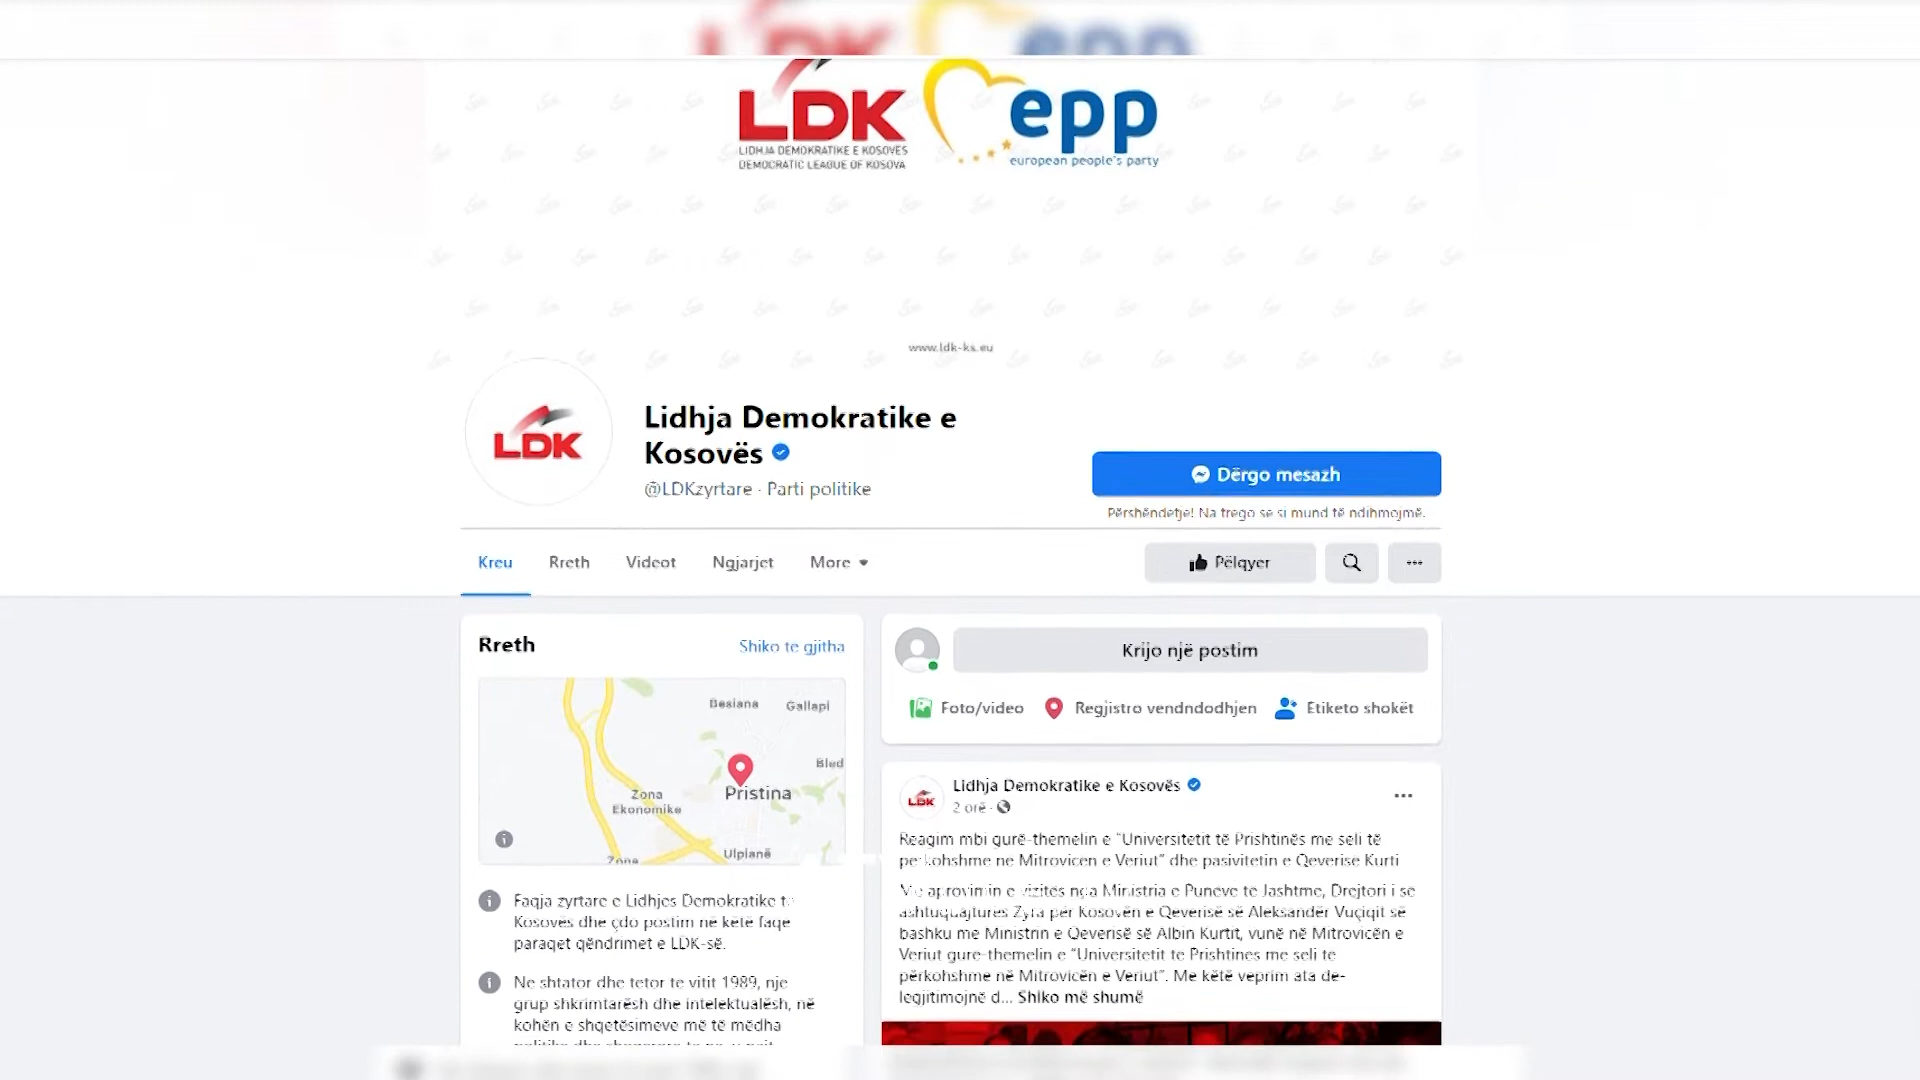 LDK
epp
LIDHJA DEMOKRATIKE E KOSOVËS
DEMOCRATIC LEAGUE OF KOSOVA
european people's party
www.ldk-ks.eu
LDK
Lidhja Demokratike e
Kosovës
@LDKzyrtare · Parti politike
Dërgo mesazh
Përshëndetje! Na trego se si mund të ndihmojmë.
Kreu
Rreth
Videot
Ngjarjet
More
Pëlqyer
Rreth
Shiko të gjitha
Besiana
Gallapi
Pristina
Zona
Ekonomike
Ulpianë
Zona
Faqja zyrtare e Lidhjes Demokratike
Kosovës dhe çdo postim në këtë faqe
paraqet qëndrimet e LDK-së.
Në shtator dhe tetor të vitit 1989, një
grup shkrimtarësh dhe intelektualësh, në
kohën e shqetësimeve më të mëdha
Krijo një postim
Foto/video
Regjistro vendndodhjen
Etiketo shokët
LDK
Lidhja Demokratike e Kosovës
2 orë
Reagim mbi gurë-themelin e "Universitetit të Prishtinës me seli të
përkohshme në Mitrovicën e Veriut" dhe pasivitetin e Qeverisë Kurti
Me aprovimin e vizitës nga Ministria e Punëve të Jashtme, Drejtori i së
ashtuquajturës Zyra për Kosovën e Qeverisë së Aleksandër Vuçiqit së
bashku me Ministrin e Qeverisë së Albin Kurtit, vunë në Mitrovicën e
Veriut gurë-themelin e "Universitetit të Prishtinës me seli të
përkohshme në Mitrovicën e Veriut". Me këtë veprim ata de-
legjitimojnë d... Shiko më shumë